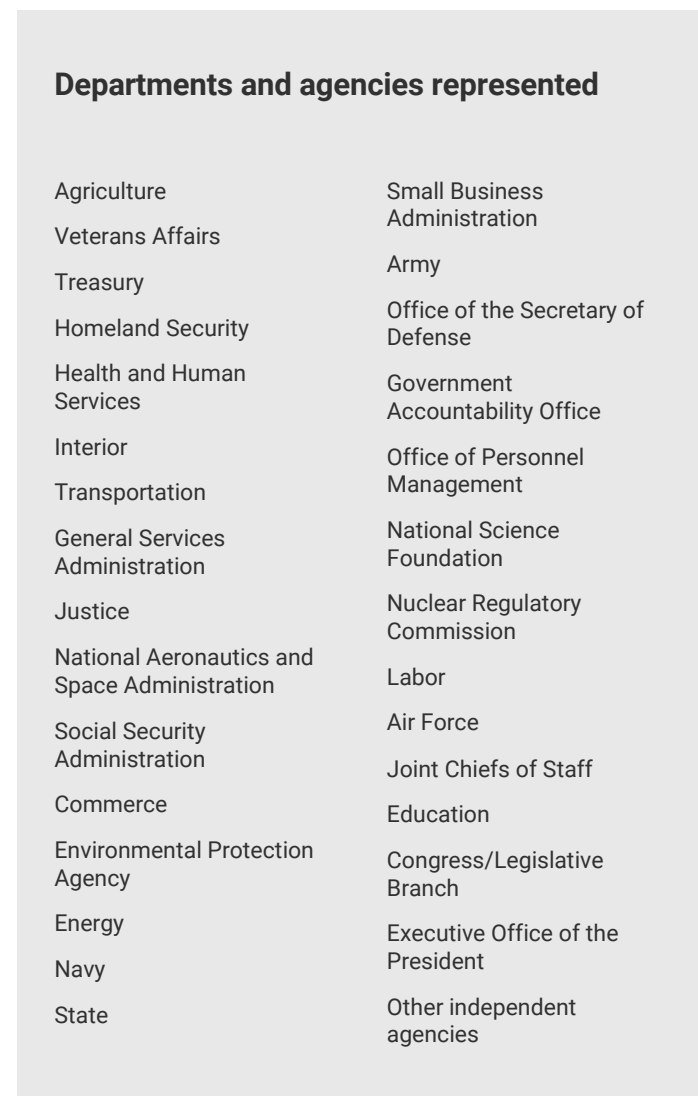 Departments and agencies represented
Agriculture
Veterans Affairs
Treasury
Homeland Security
Health and Human
Services
Interior
Transportation
General Services
Administration
Justice
National Aeronautics and
Space Administration
Social Security
Administration
Commerce
Environmental Protection
Agency
Energy
Navy
State
Small Business
Administration
Army
Office of the Secretary of
Defense
Government
Accountability Office
Office of Personnel
Management
National Science
Foundation
Nuclear Regulatory
Commission
Labor
Air Force
Joint Chiefs of Staff
Education
Congress/Legislative
Branch
Executive Office of the
President
Other independent
agencies